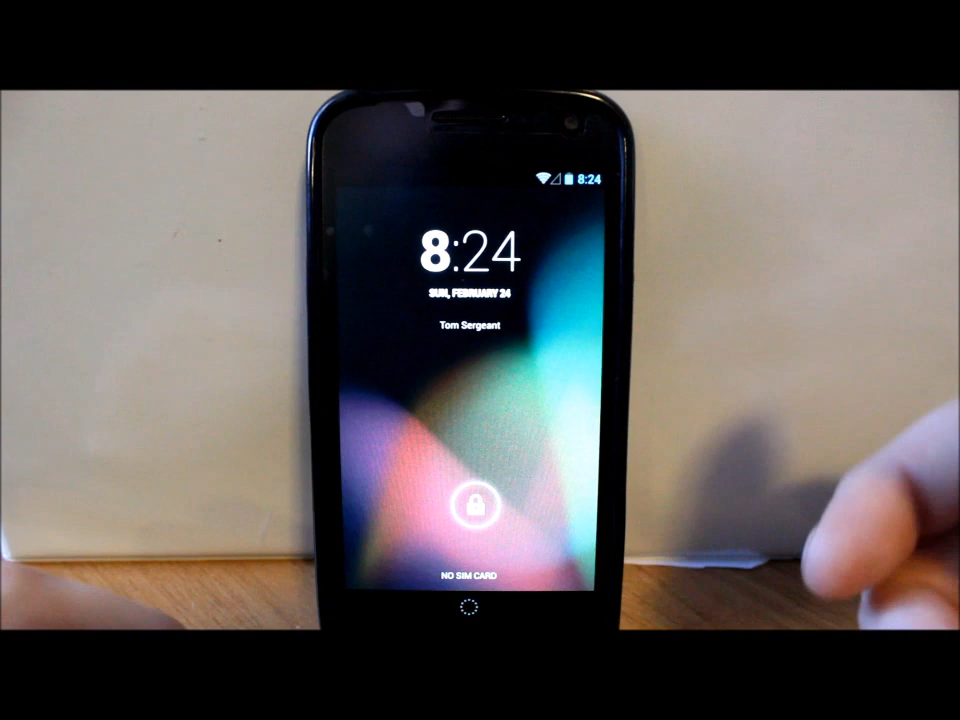 8:24
8:24
SUN, FEBRUARY 24
Tom Sergeant
NO SIM CARD